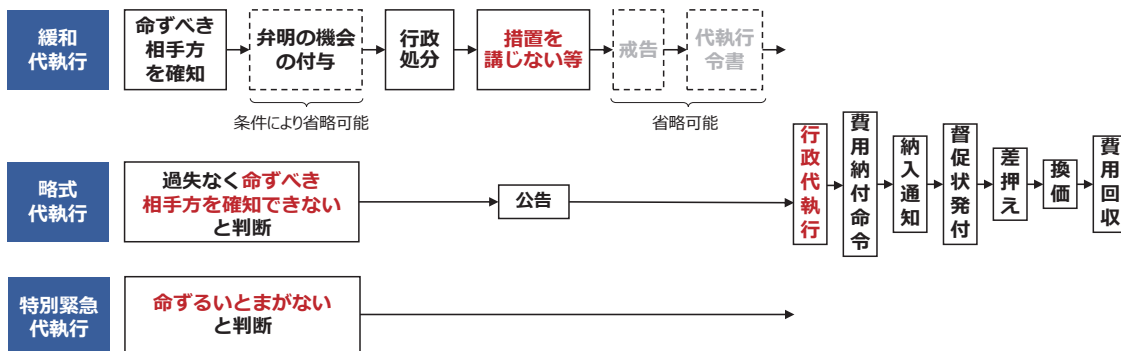 緩和
代執行
命ずべき
相手方
を確知
弁明の機会
の付与
行政
処分
措置を
講じない等
戒告
代執行
令書
条件により省略可能
省略可能
略式
代執行
過失なく命ずべき
相手方を確知できない
と判断
公告
行政代執行
費用納付命令
納入通知
督促状発付
差押え
換価
費用回収
特別緊急
代執行
命ずるいとまがない
と判断